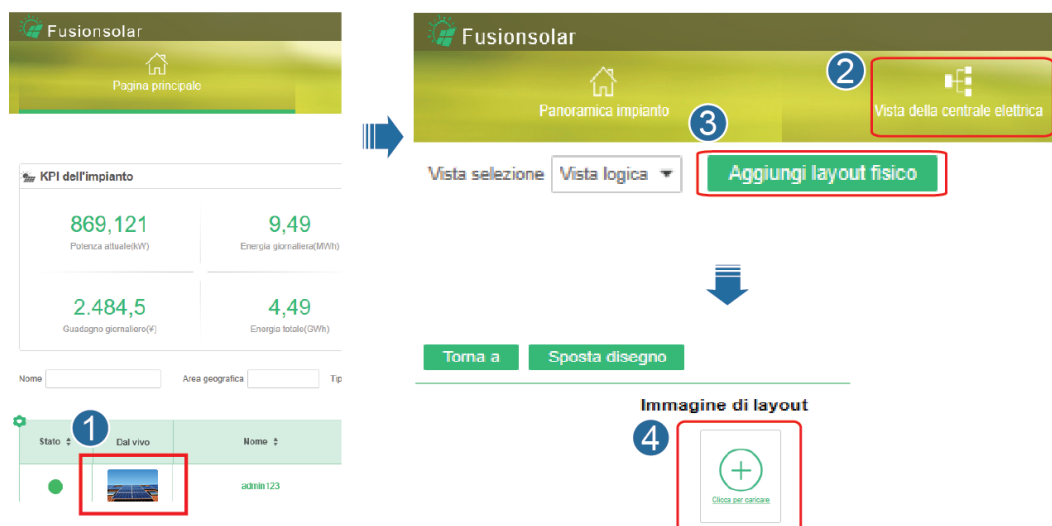 Fusionsolar
Pagina principale
KPI dell'impianto
869,121
9,49
Potenza attuale(kW)
Energia giornaliera(MWh)
2.484,5
4,49
Guadagno giornaliero(¥)
Energia totale(GWh)
Nome
Area geografica
Tip
1
Stato
Dal vivo
Nome
admin123
Fusionsolar
2
Panoramica impianto
Vista della centrale elettrica
3
Vista selezione
Vista logica
Aggiungi layout fisico
Torna a
Sposta disegno
Immagine di layout
4
Clicca per caricare